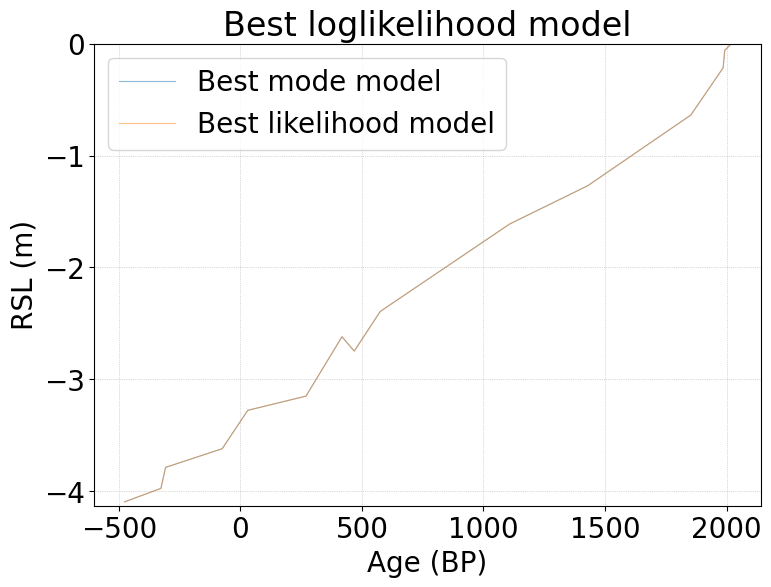 Best loglikelihood model
Best mode model
Best likelihood model
0
−1
−2
−3
−4
RSL (m)
−500 0 500 1000 1500 2000
Age (BP)